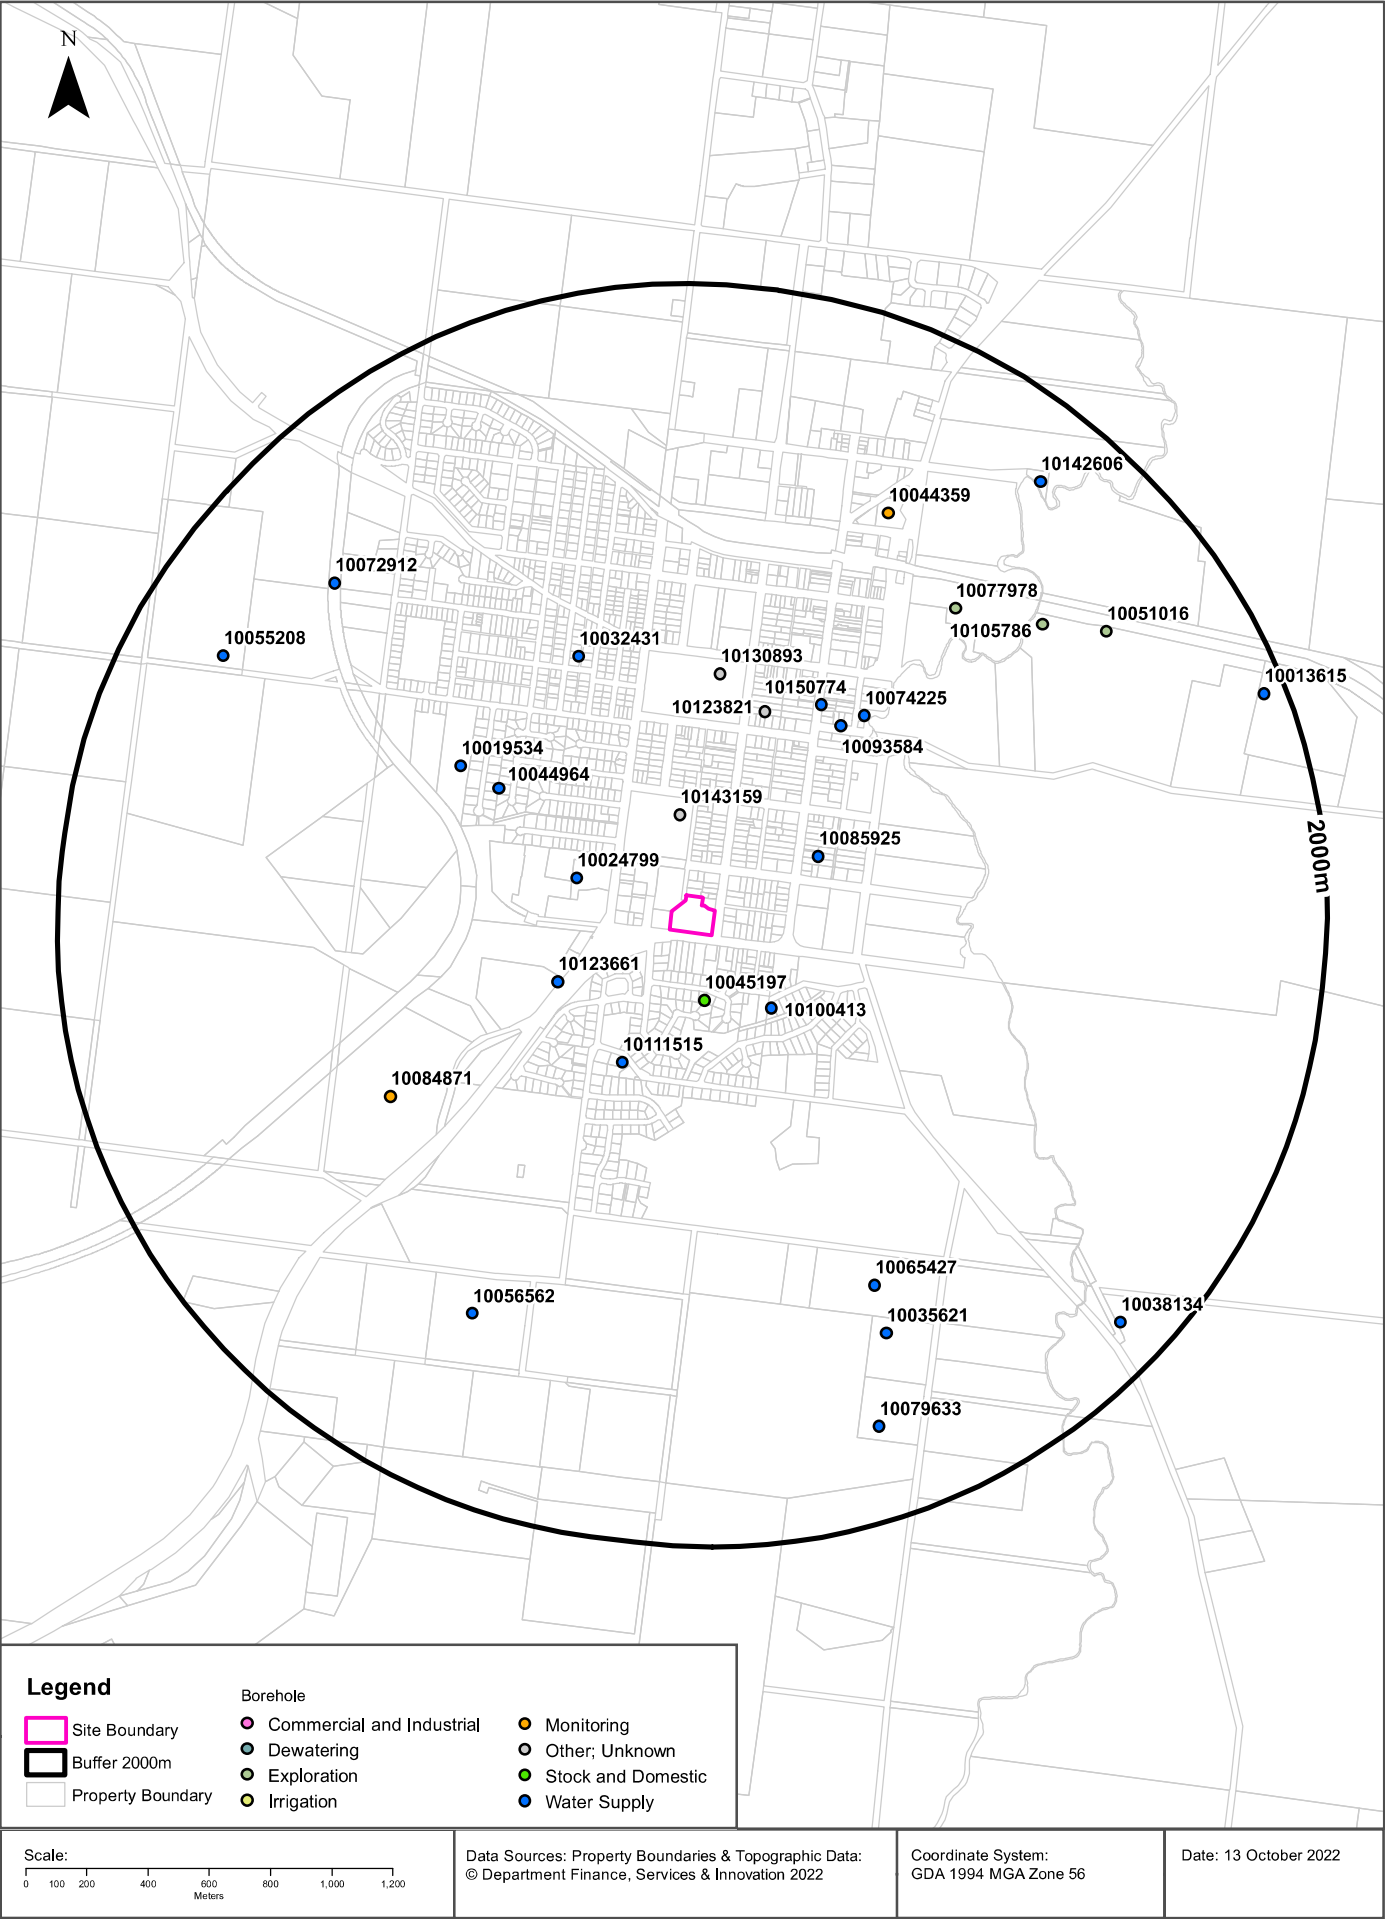 N
10142606
10044359
10072912
10077978
10051016
10105786
10055208
10032431
10130893
10013615
10150774
10074225
10123821
10093584
10019534
10044964
10143159
2000m
10085925
10024799
10123661
10045197
10100413
10111515
10084871
10065427
10056562
10038134
10035621
10079633
Legend
Site Boundary
Buffer 2000m
Property Boundary
Borehole
Commercial and Industrial
Dewatering
Exploration
Irrigation
Monitoring
Other; Unknown
Stock and Domestic
Water Supply
Scale:
0 100 200 400 600 800 1,000 1,200
Meters
Data Sources: Property Boundaries & Topographic Data:
© Department Finance, Services & Innovation 2022
Coordinate System:
GDA 1994 MGA Zone 56
Date: 13 October 2022